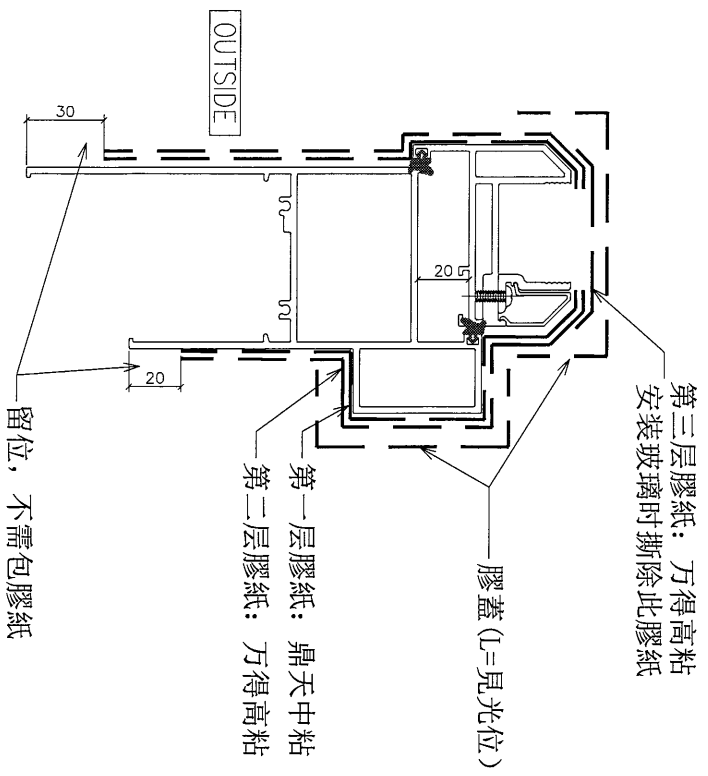 OUTSIDE
30
20
20
第三层膠紙：万得高粘
安装玻璃时撕除此膠紙
膠蓋(L=見光位)
第一层膠紙：鼎天中粘
第二层膠紙：万得高粘
留位，不需包膠紙